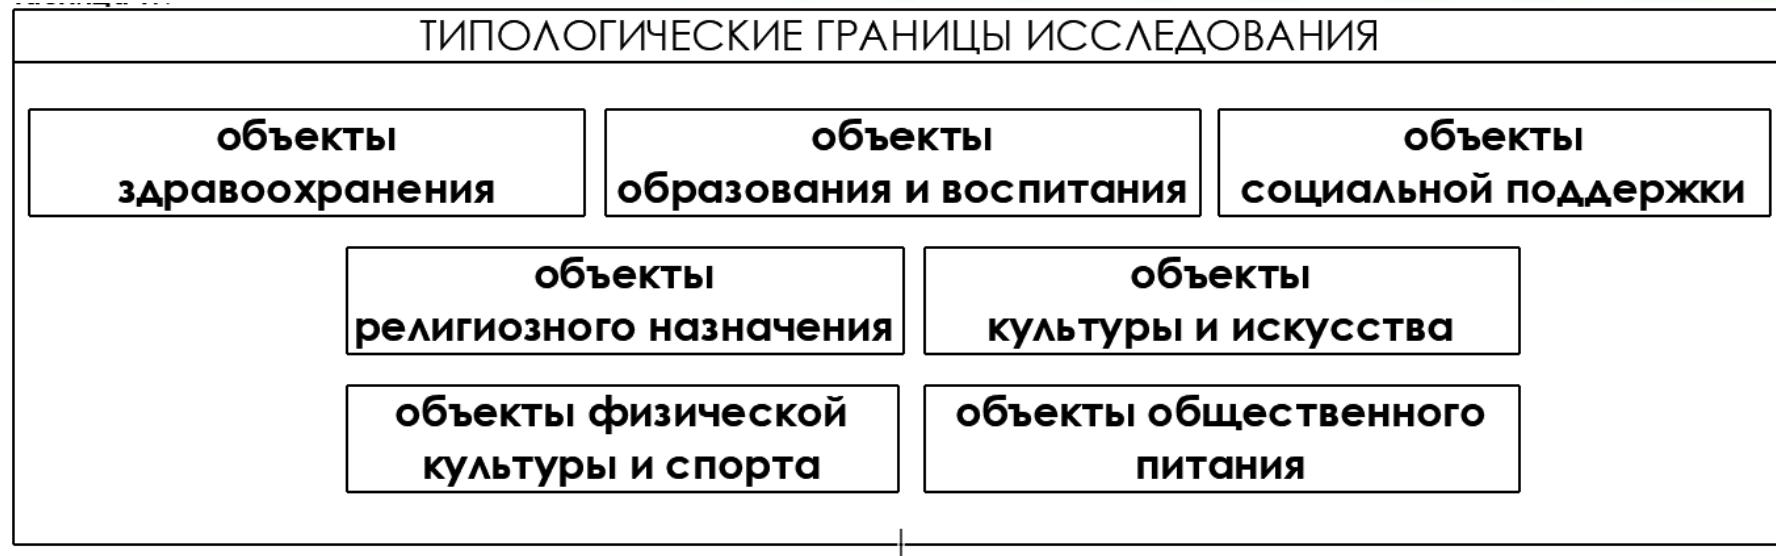 ТИПОЛОГИЧЕСКИЕ ГРАНИЦЫ ИССЛЕДОВАНИЯ
объекты
здравоохранения
объекты
образования и воспитания
объекты
социальной поддержки
объекты
религиозного назначения
объекты
культуры и искусства
объекты физической
культуры и спорта
объекты общественного
питания